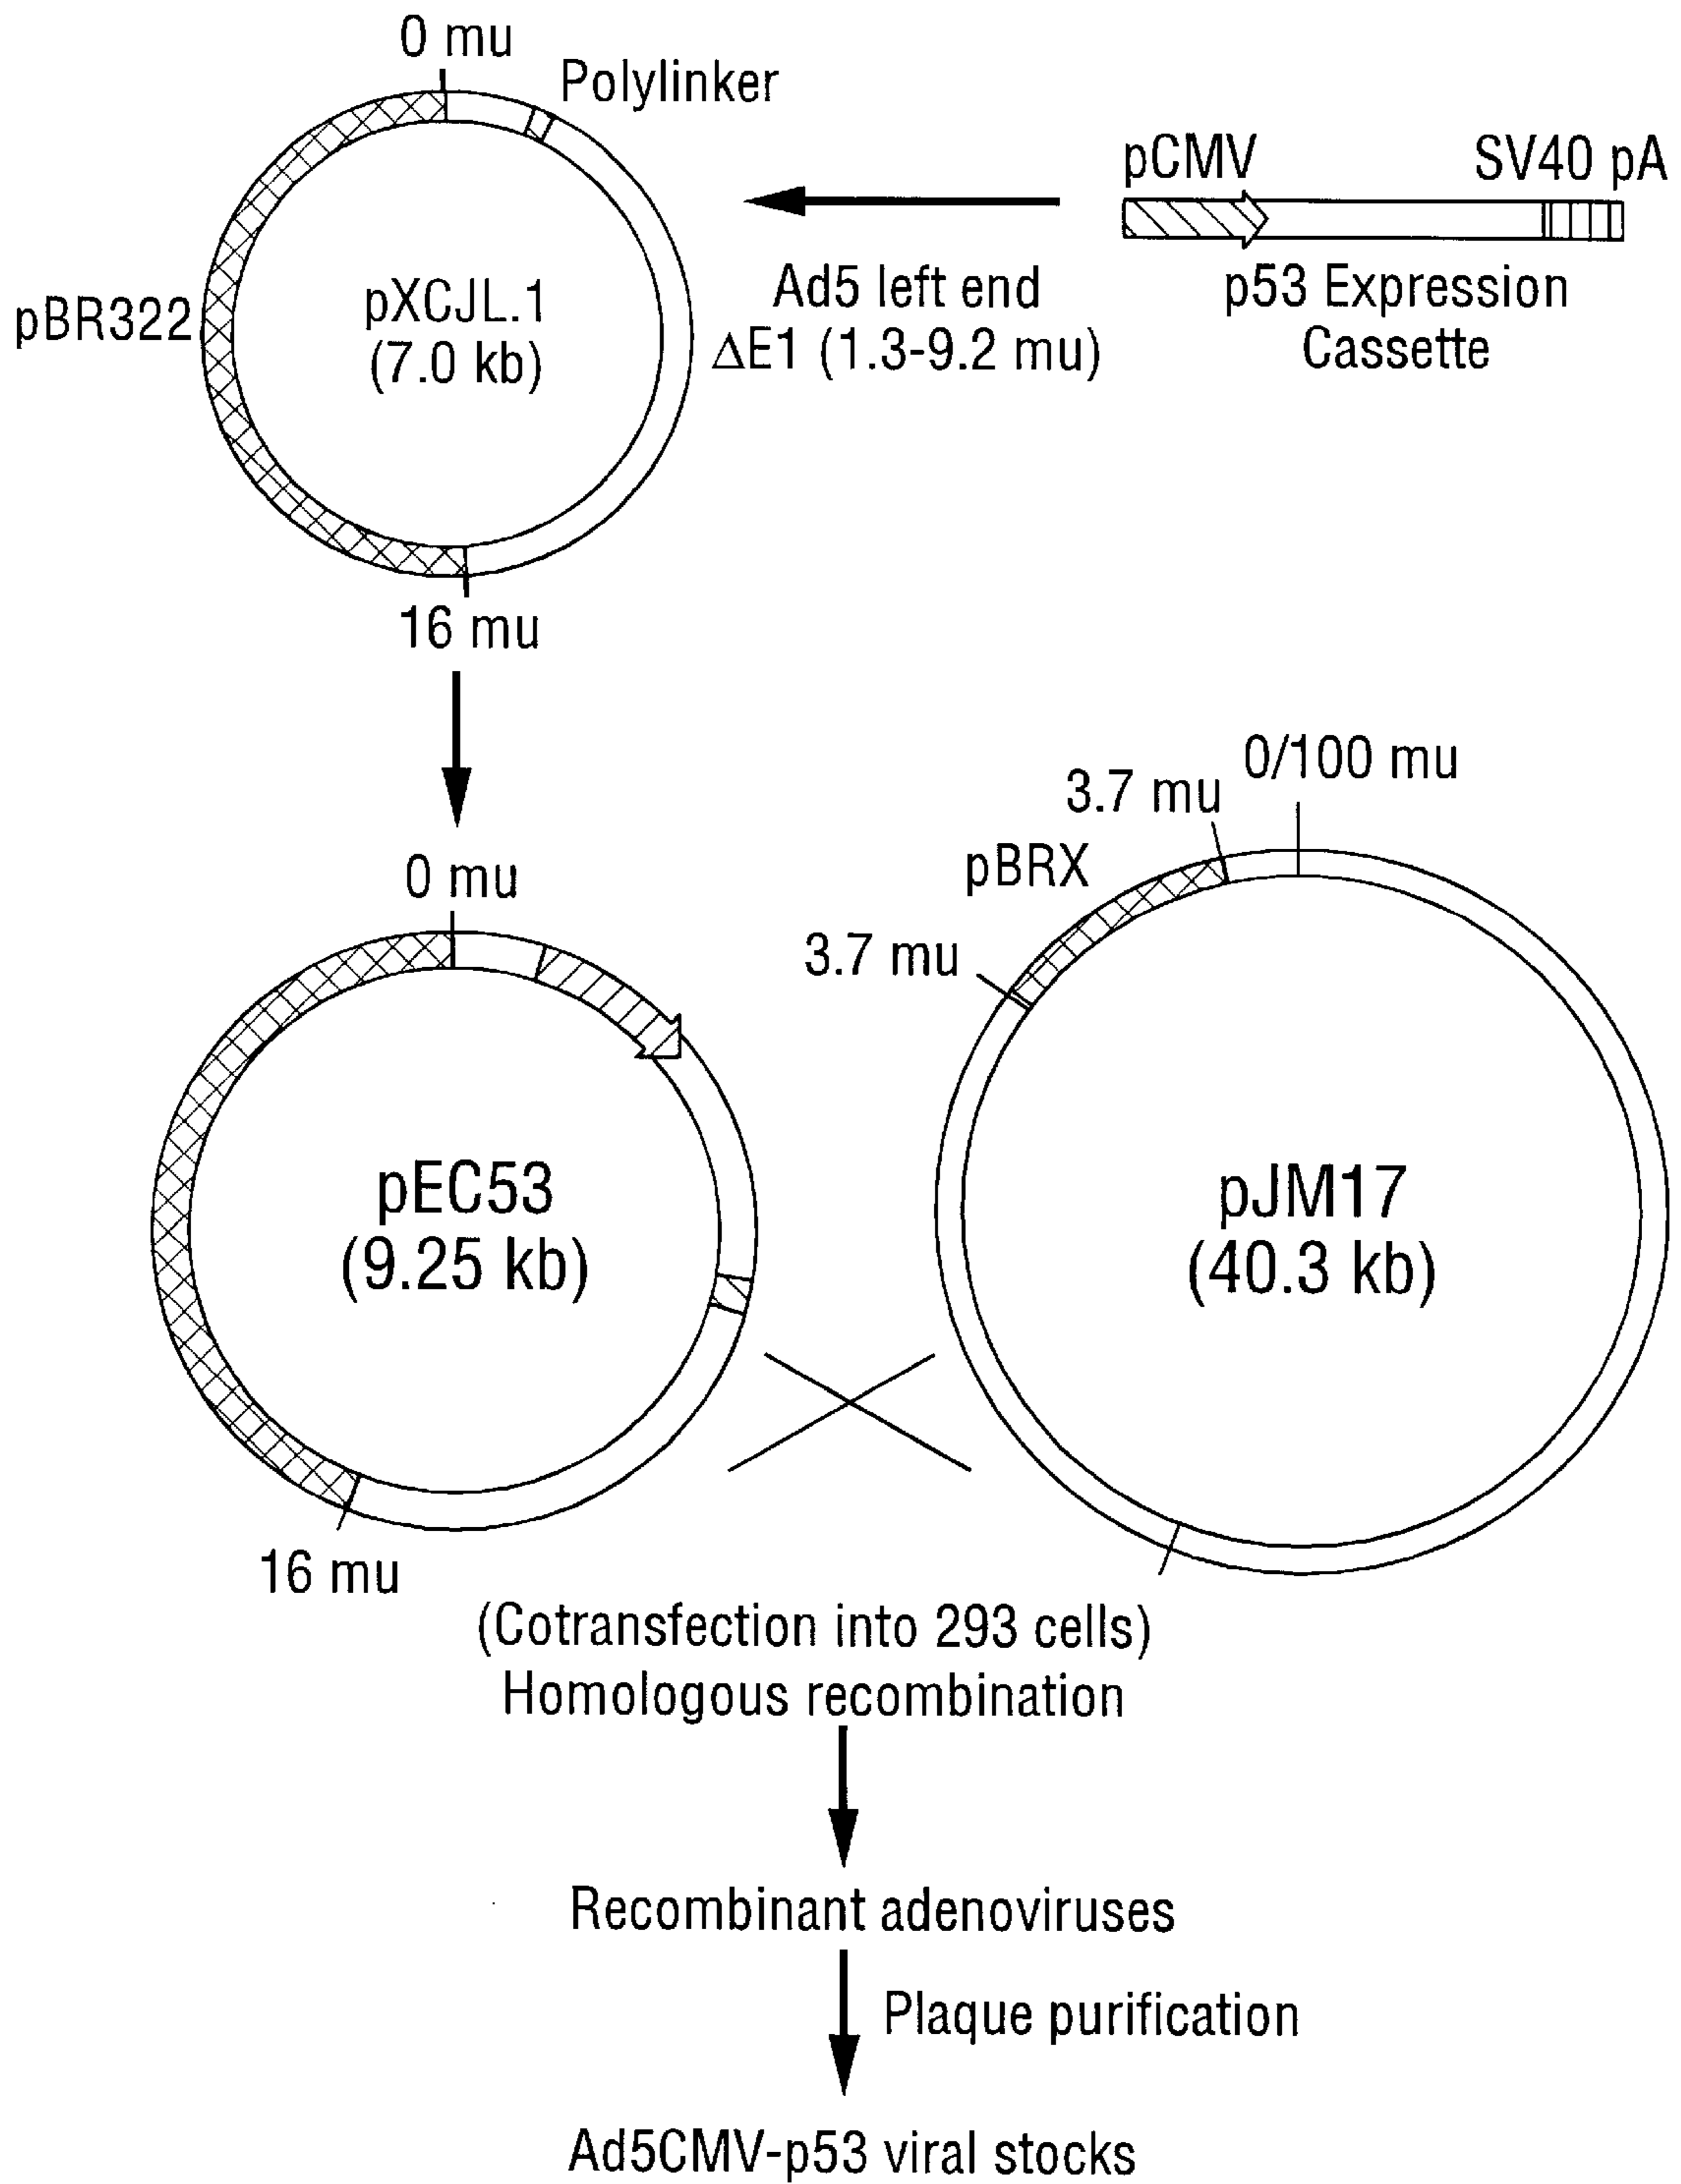 0 mu
Polylinker
pCMV
SV40 pA
pBR322
pXCJL.1
(7.0 kb)
Ad5 left end
ΔE1 (1.3-9.2 mu)
p53 Expression
Cassette
16 mu
0/100 mu
3.7 mu
pBRX
0 mu
3.7 mu
pEC53
(9.25 kb)
pJM17
(40.3 kb)
16 mu
(Cotransfection into 293 cells)
Homologous recombination
Recombinant adenoviruses
Plaque purification
Ad5CMV-p53 viral stocks